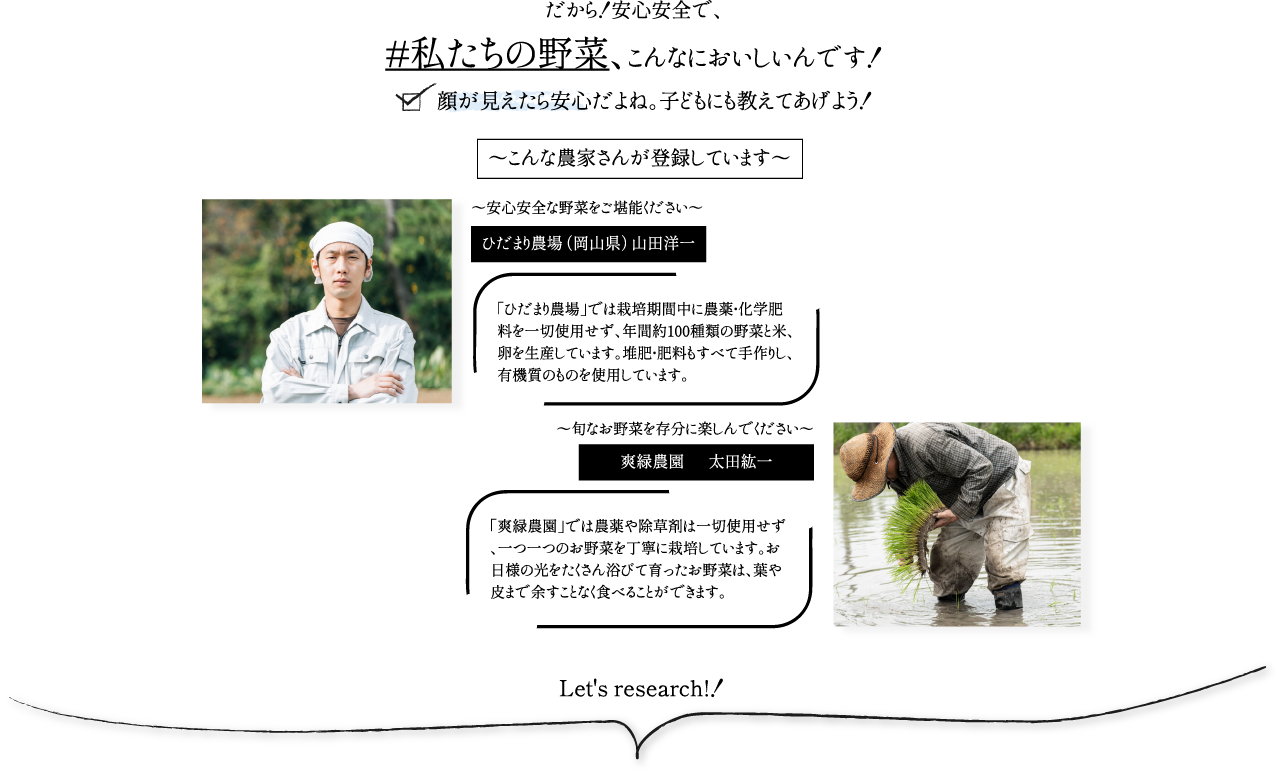 だから!安心安全で、
#私たちの野菜、こんなにおいしいんです!
顔が見えたら安心だよね。子どもにも教えてあげよう!
〜こんな農家さんが登録しています〜
〜安心安全な野菜をご堪能ください〜
ひだまり農場(岡山県)山田洋一
「ひだまり農場」では栽培期間中に農薬・化学肥
料を一切使用せず、年間約100種類の野菜と米、
卵を生産しています。堆肥・肥料もすべて手作りし、
有機質のものを使用しています。
〜旬なお野菜を存分に楽しんでください〜
爽緑農園 太田紘一
「爽緑農園」では農薬や除草剤は一切使用せず
、一つ一つのお野菜を丁寧に栽培しています。お
日様の光をたくさん浴びて育ったお野菜は、葉や
皮まで余すことなく食べることができます。
Let's research!!